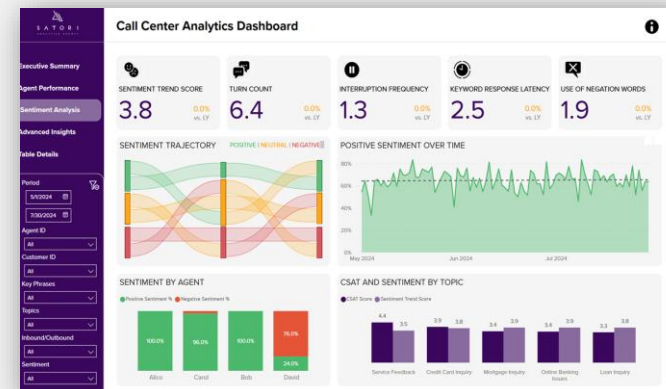 SATORI
Call Center Analytics Dashboard
Executive Summary
Agent Performance
Sentiment Analysis
Advanced Insights
Table Details
Period
5/1/2024
7/30/2024
Agent ID
All
Customer ID
All
Key Phrases
All
Topics
All
Inbound/Outbound
All
Sentiment
All
SENTIMENT TREND SCORE
3.8
0.0%
vs. LY
TURN COUNT
6.4
0.0%
vs. LY
INTERRUPTION FREQUENCY
1.3
0.0%
vs. LY
KEYWORD RESPONSE LATENCY
2.5
0.0%
vs. LY
USE OF NEGATION WORDS
1.9
0.0%
vs. LY
SENTIMENT TRAJECTORY
POSITIVE | NEUTRAL | NEGATIVE
POSITIVE SENTIMENT OVER TIME
80%
60%
40%
20%
0%
May 2024 Jun 2024 Jul 2024
SENTIMENT BY AGENT
Positive Sentiment % Negative Sentiment %
100.0% 96.0% 100.0% 76.0%
24.0%
Alice Carol Bob David
CSAT AND SENTIMENT BY TOPIC
CSAT Score Sentiment Trend Score
4.4 3.5 3.9 3.8 3.4 3.9 3.4 3.9 3.3 3.8
Service Feedback Credit Card Inquiry Mortgage Inquiry Online Banking Loan Inquiry
Issues